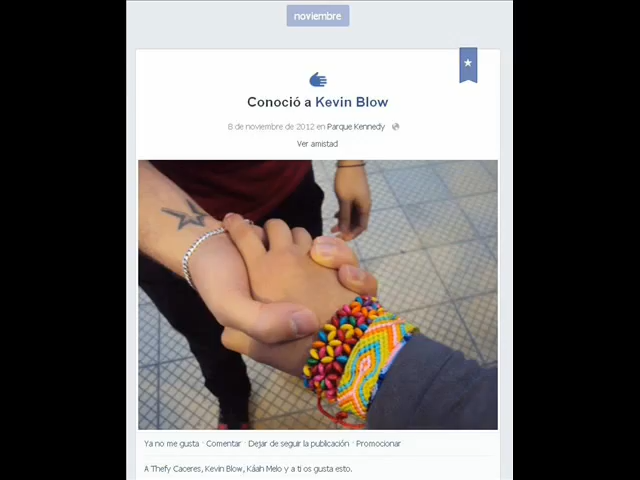 noviembre
Conoció a Kevin Blow
8 de noviembre de 2012 en Parque Kennedy
Ver amistad
Ya no me gusta · Comentar · Dejar de seguir la publicación · Promocionar
A Thefy Caceres, Kevin Blow, Káah Melo y a ti os gusta esto.